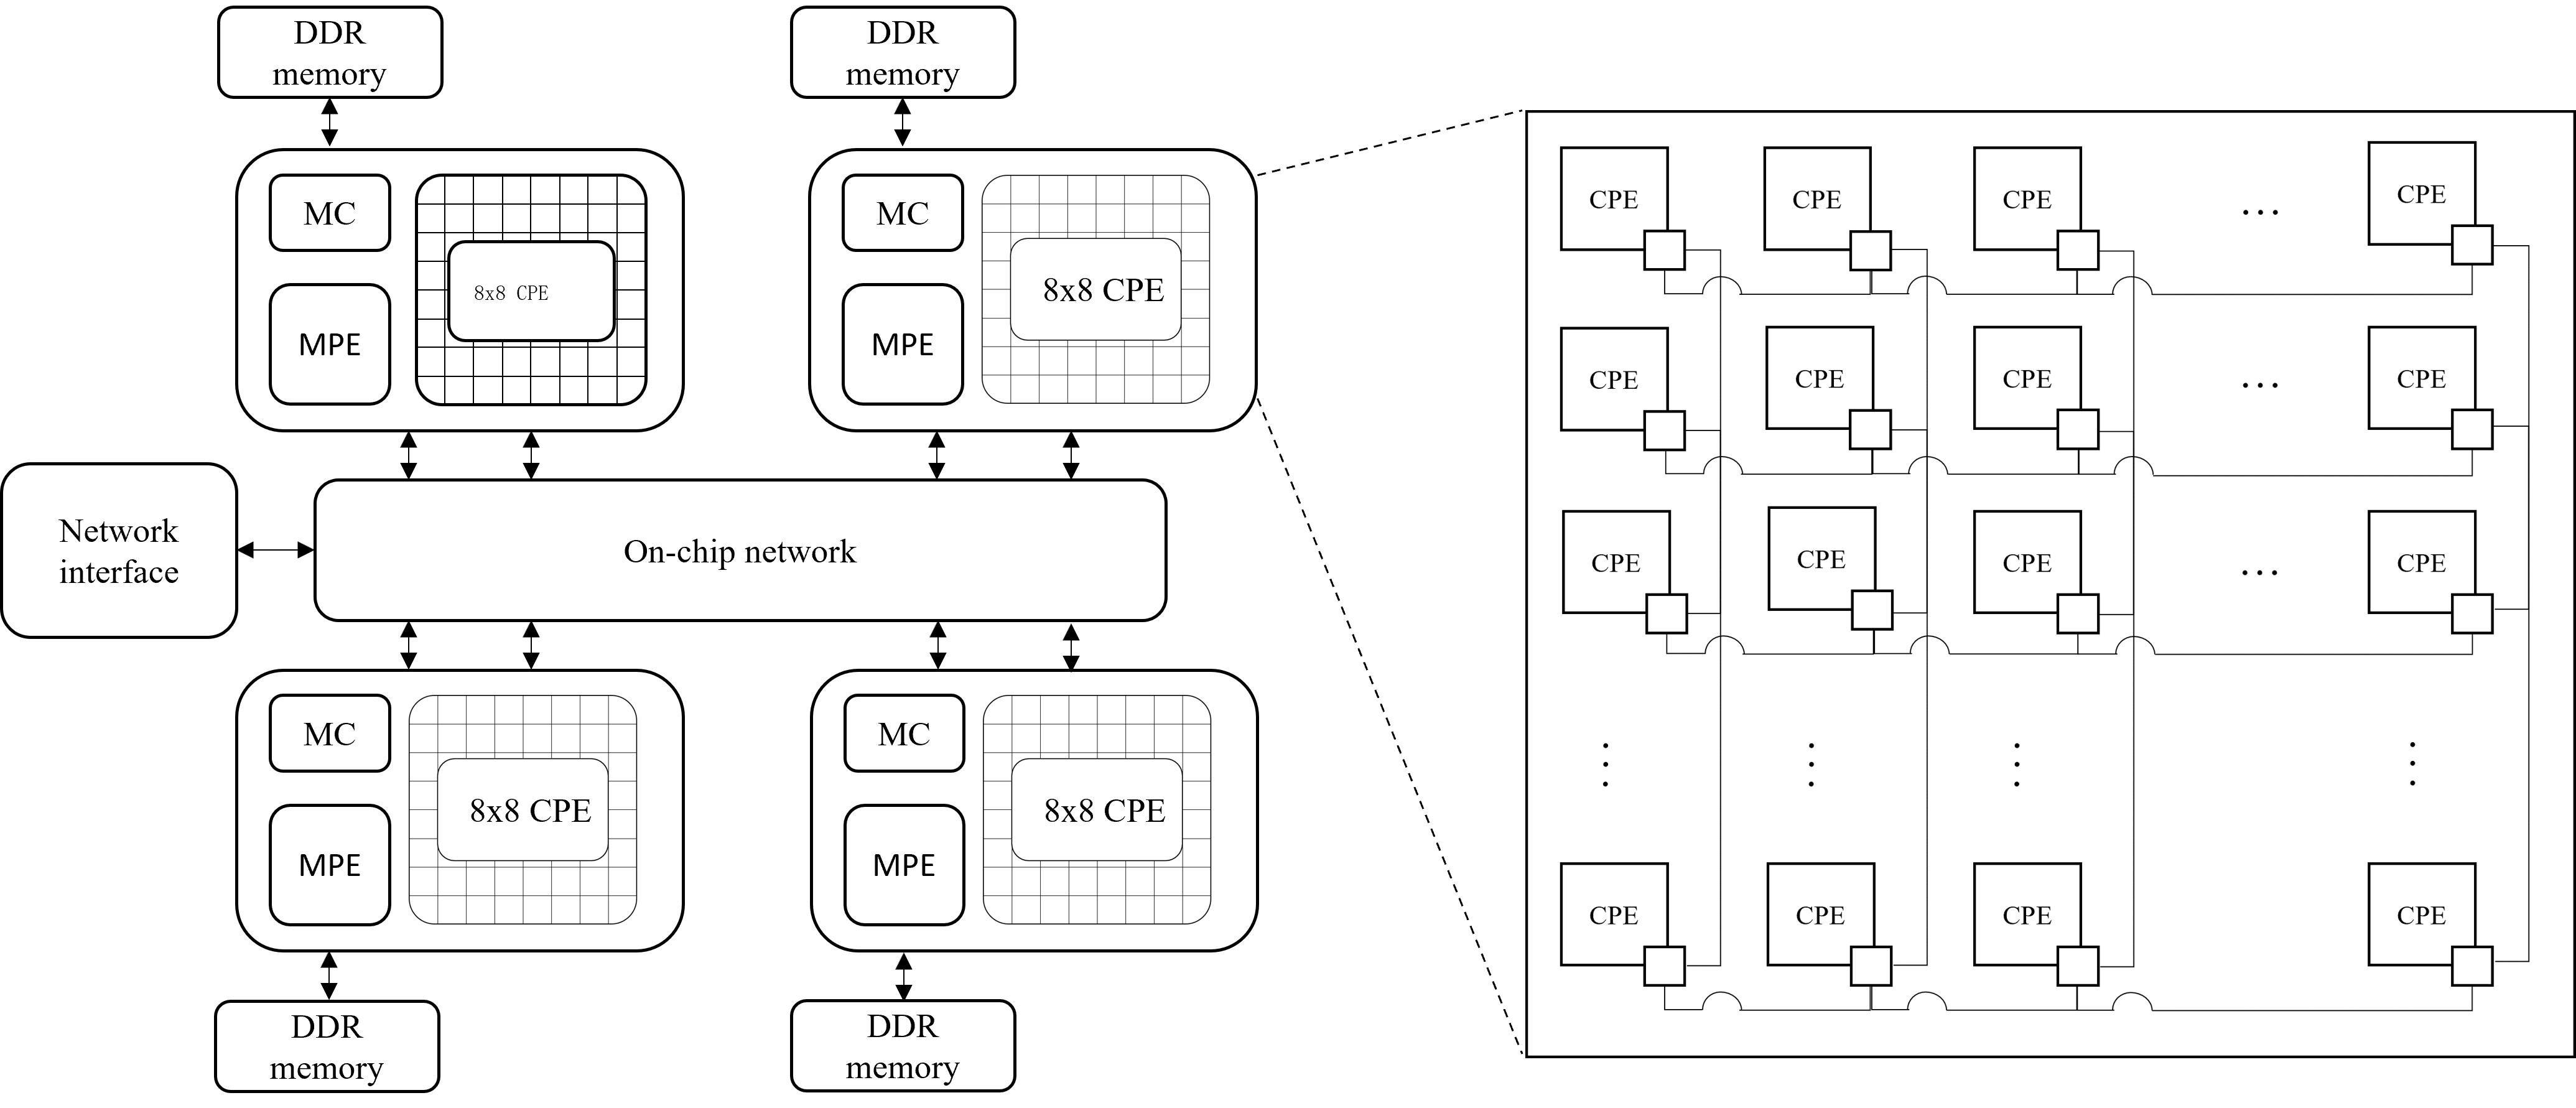 DDR
memory
DDR
memory
MC
8x8 CPE
MPE
MC
8x8 CPE
MPE
Network
interface
On-chip network
MC
8x8 CPE
MPE
MC
8x8 CPE
MPE
DDR
memory
DDR
memory
CPE CPE CPE ... CPE
CPE CPE CPE ... CPE
CPE CPE CPE ... CPE
CPE CPE CPE CPE